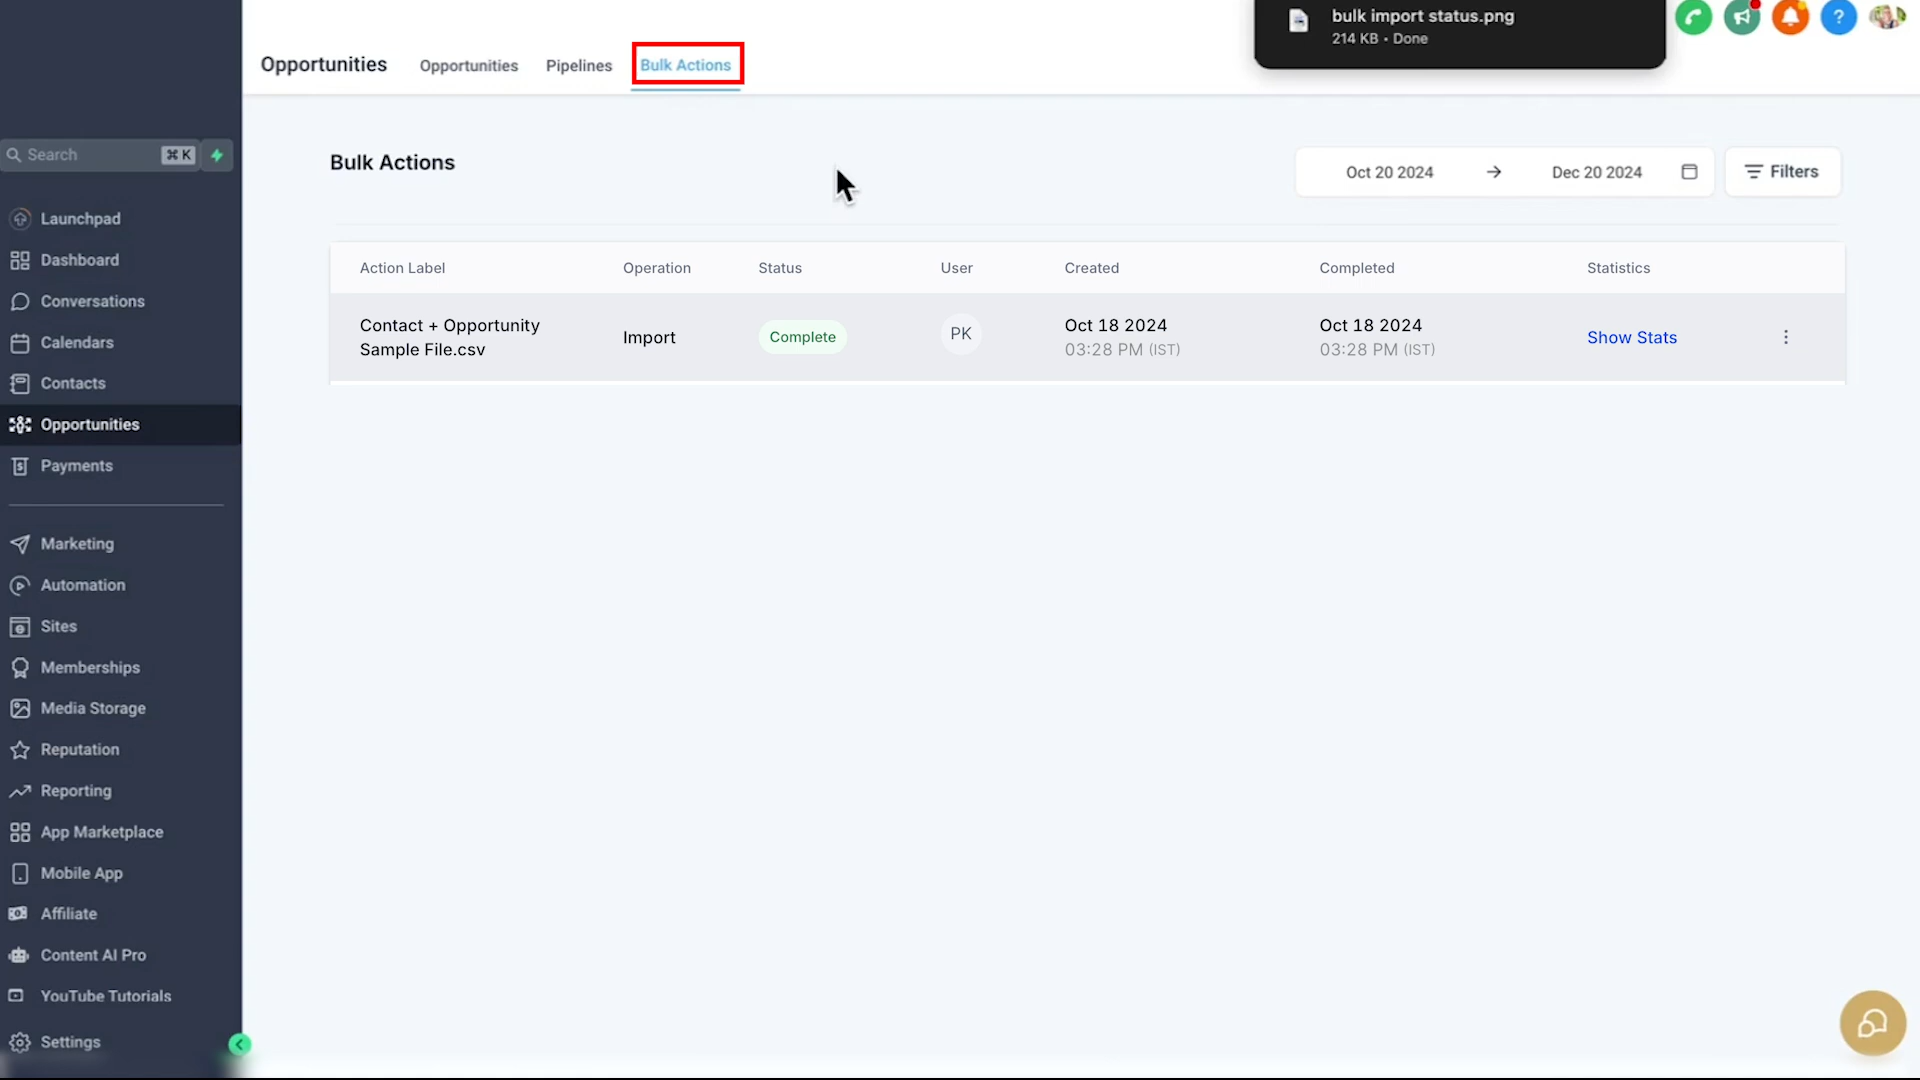 bulk import status.png
214 KB • Done
Opportunities
Opportunities
Pipelines
Bulk Actions
Search
⌘ K
Launchpad
Dashboard
Conversations
Calendars
Contacts
Opportunities
Payments
Marketing
Automation
Sites
Memberships
Media Storage
Reputation
Reporting
App Marketplace
Mobile App
Affiliate
Content AI Pro
YouTube Tutorials
Settings
Bulk Actions
Oct 20 2024 → Dec 20 2024
Filters
Action Label
Operation
Status
User
Created
Completed
Statistics
Contact + Opportunity
Sample File.csv
Import
Complete
PK
Oct 18 2024
03:28 PM (IST)
Oct 18 2024
03:28 PM (IST)
Show Stats